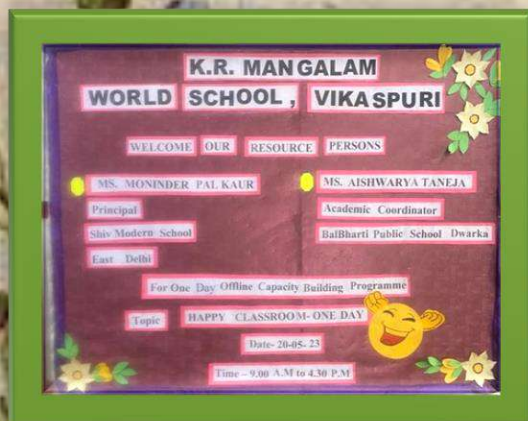 K.R. MANGALAM
WORLD SCHOOL , VIKASPURI
WELCOME OUR RESOURCE PERSONS
MS. MONINDER PAL KAUR
Principal
Shiv Modern School
East Delhi
MS. AISHWARYA TANEJA
Academic Coordinator
BalBharti Public School Dwarka
For One Day Offline Capacity Building Programme
Topic HAPPY CLASSROOM- ONE DAY
Date- 20-05- 23
Time – 9.00 A.M to 4.30 P.M